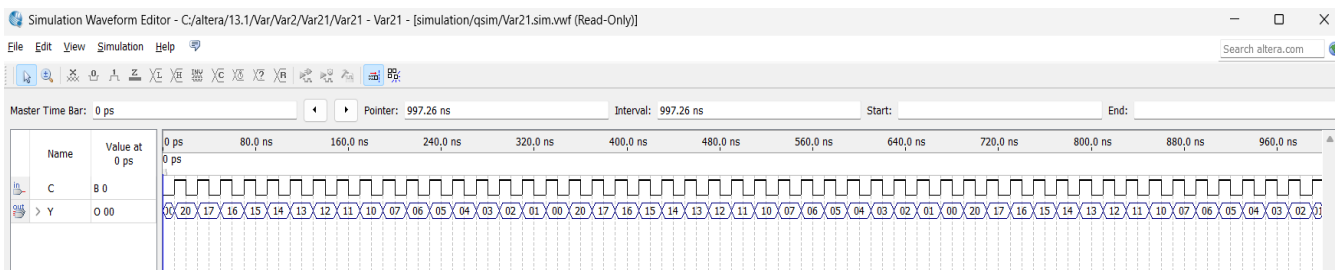 Simulation Waveform Editor - C:/altera/13.1/Var/Var2/Var21/Var21 - Var21 - [simulation/qsim/Var21.sim.vwf (Read-Only)]
File Edit View Simulation Help Search altera.com
Master Time Bar: 0 ps Pointer: 997.26 ns Interval: 997.26 ns Start: End:
Name Value at 0 ps 0 ps 80.0 ns 160.0 ns 240.0 ns 320.0 ns 400.0 ns 480.0 ns 560.0 ns 640.0 ns 720.0 ns 800.0 ns 880.0 ns 960.0 ns
0 ps
in C B 0
out > Y O 00 20 17 16 15 14 13 12 11 10 07 06 05 04 03 02 01 00 20 17 16 15 14 13 12 11 10 07 06 05 04 03 02 01 00 20 17 16 15 14 13 12 11 10 07 06 05 04 03 02